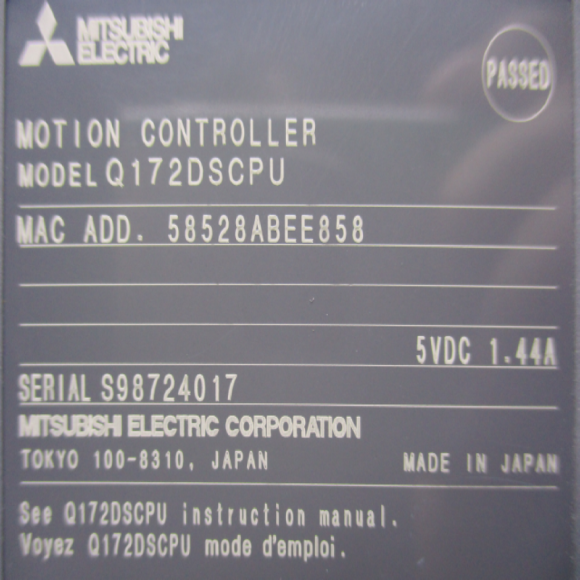 MITSUBISHI
ELECTRIC
PASSED
MOTION CONTROLLER
MODEL Q172DSCPU
MAC ADD. 58528ABEE858
5VDC 1.44A
SERIAL S98724017
MITSUBISHI ELECTRIC CORPORATION
TOKYO 100-8310, JAPAN MADE IN JAPAN
See Q172DSCPU instruction manual.
Voyez Q172DSCPU mode d'emploi.